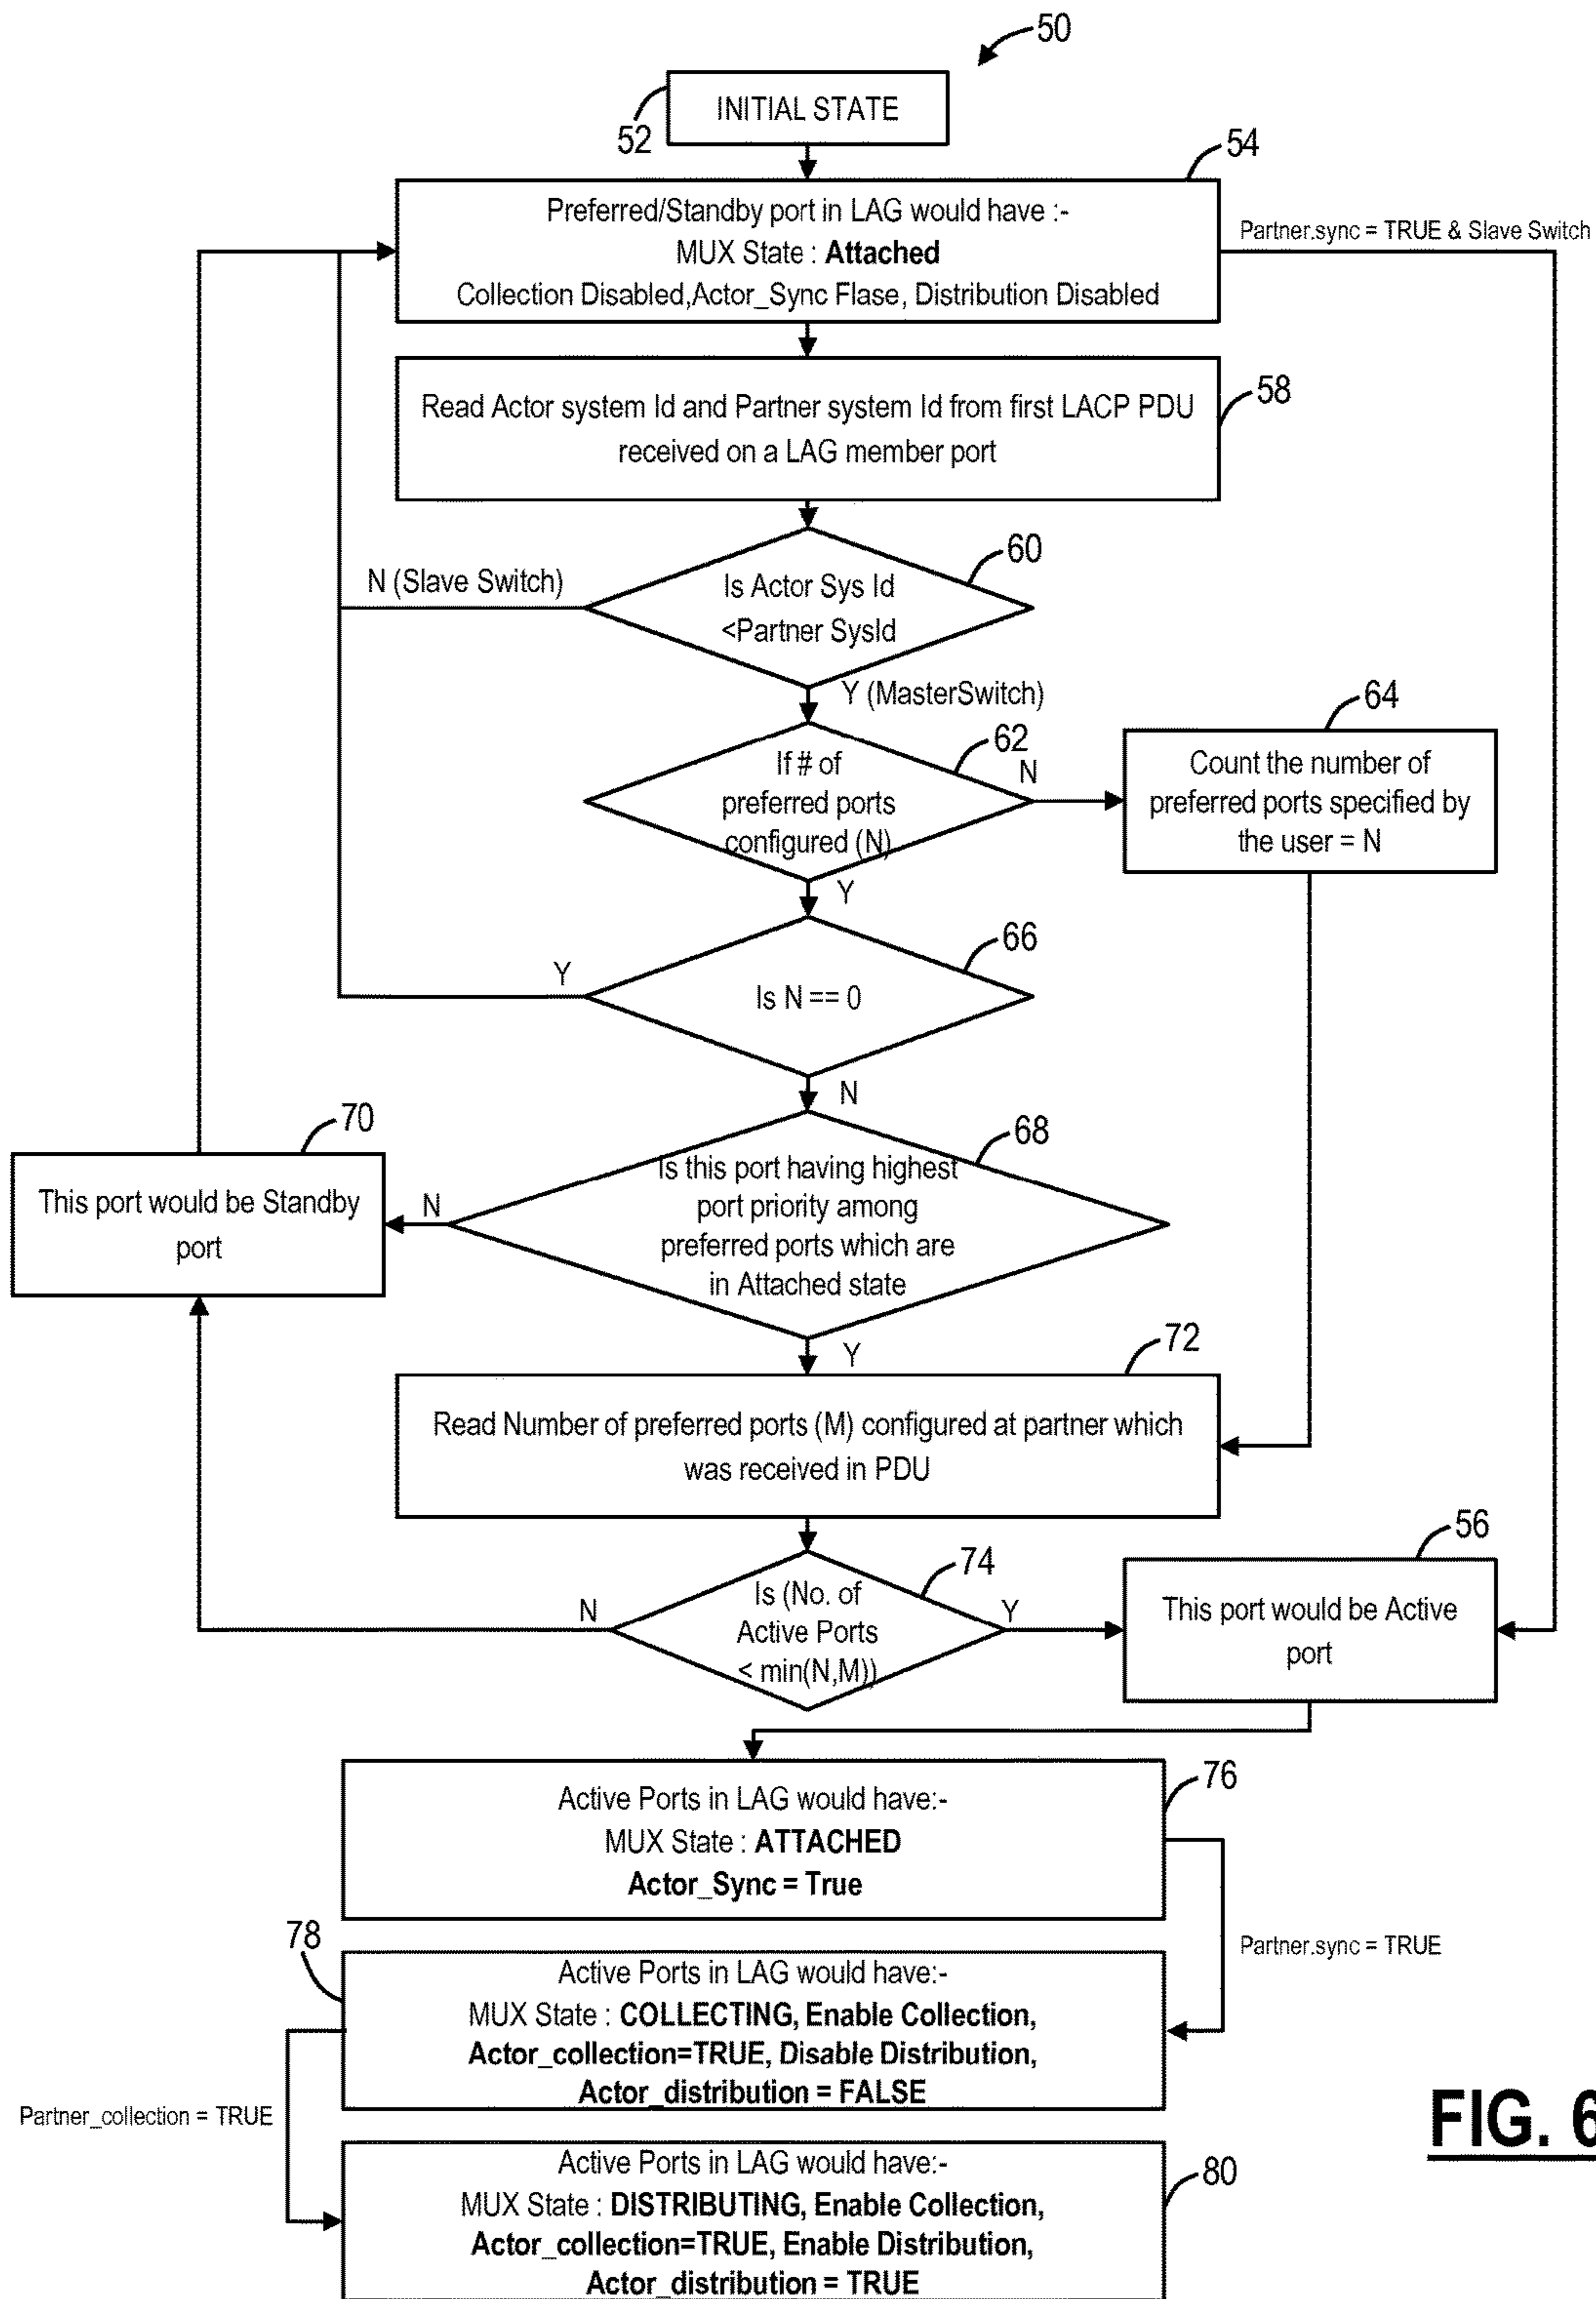 50
INITIAL STATE
52
54
Preferred/Standby port in LAG would have :-
MUX State : Attached
Collection Disabled,Actor_Sync Flase, Distribution Disabled
Partner.sync = TRUE & Slave Switch
58
Read Actor system Id and Partner system Id from first LACP PDU
received on a LAG member port
60
N (Slave Switch)
Is Actor Sys Id
<Partner SysId
Y (MasterSwitch)
62
If # of
preferred ports
configured (N)
N
64
Count the number of
preferred ports specified by
the user = N
Y
66
Y
Is N == 0
N
68
70
This port would be Standby
port
N
Is this port having highest
port priority among
preferred ports which are
in Attached state
Y
72
Read Number of preferred ports (M) configured at partner which
was received in PDU
74
N
Is (No. of
Active Ports
< min(N,M))
Y
56
This port would be Active
port
76
Active Ports in LAG would have:-
MUX State : ATTACHED
Actor_Sync = True
Partner.sync = TRUE
78
Active Ports in LAG would have:-
MUX State : COLLECTING, Enable Collection,
Actor_collection=TRUE, Disable Distribution,
Actor_distribution = FALSE
Partner_collection = TRUE
80
Active Ports in LAG would have:-
MUX State : DISTRIBUTING, Enable Collection,
Actor_collection=TRUE, Enable Distribution,
Actor_distribution = TRUE
FIG. 6